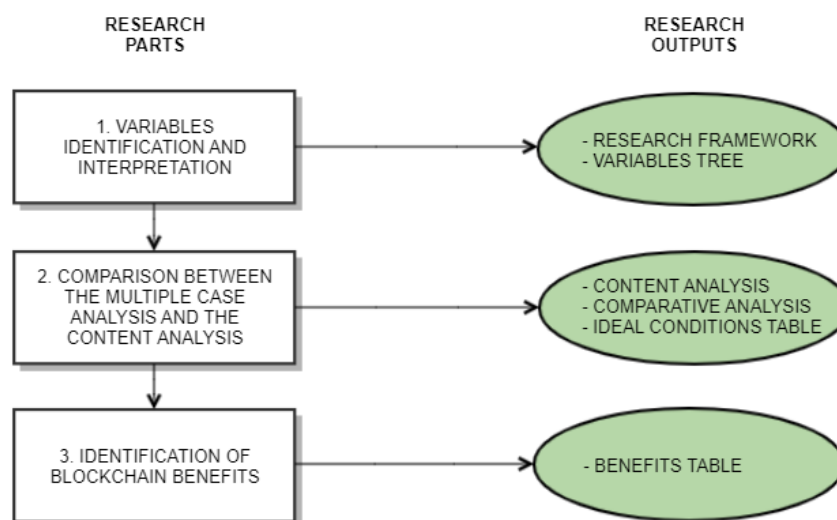 RESEARCH
PARTS
RESEARCH
OUTPUTS
1. VARIABLES
IDENTIFICATION AND
INTERPRETATION
- RESEARCH FRAMEWORK
- VARIABLES TREE
2. COMPARISON BETWEEN
THE MULTIPLE CASE
ANALYSIS AND THE
CONTENT ANALYSIS
- CONTENT ANALYSIS
- COMPARATIVE ANALYSIS
- IDEAL CONDITIONS TABLE
3. IDENTIFICATION OF
BLOCKCHAIN BENEFITS
- BENEFITS TABLE